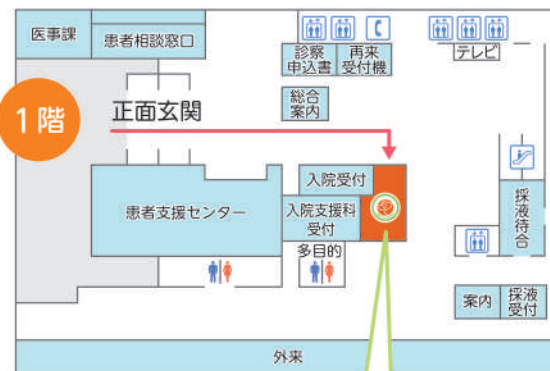 医事課
患者相談窓口
診察
申込書
再来
受付機
テレビ
1階
正面玄関
総合
案内
入院受付
患者支援センター
入院支援科
受付
採液待合
多目的
案内
採液
受付
外来